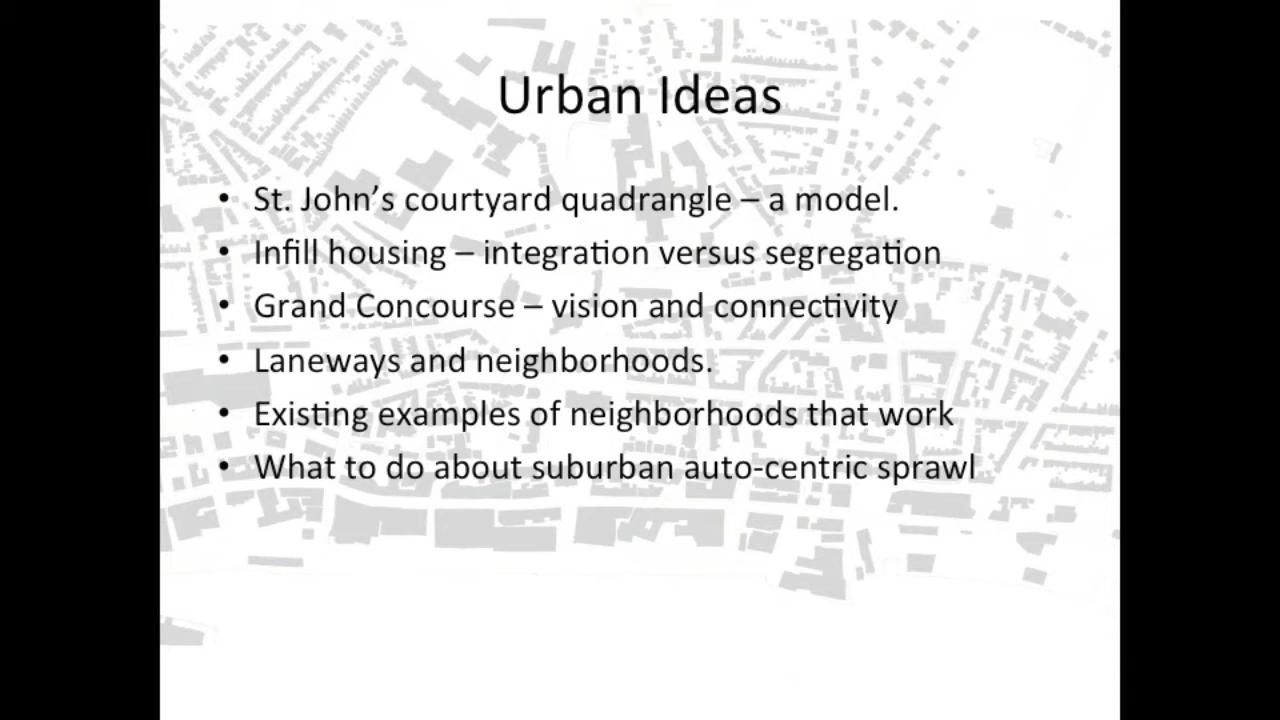 Urban Ideas
• St. John’s courtyard quadrangle – a model.
• Infill housing – integration versus segregation
• Grand Concourse – vision and connectivity
• Laneways and neighborhoods.
• Existing examples of neighborhoods that work
• What to do about suburban auto-centric sprawl